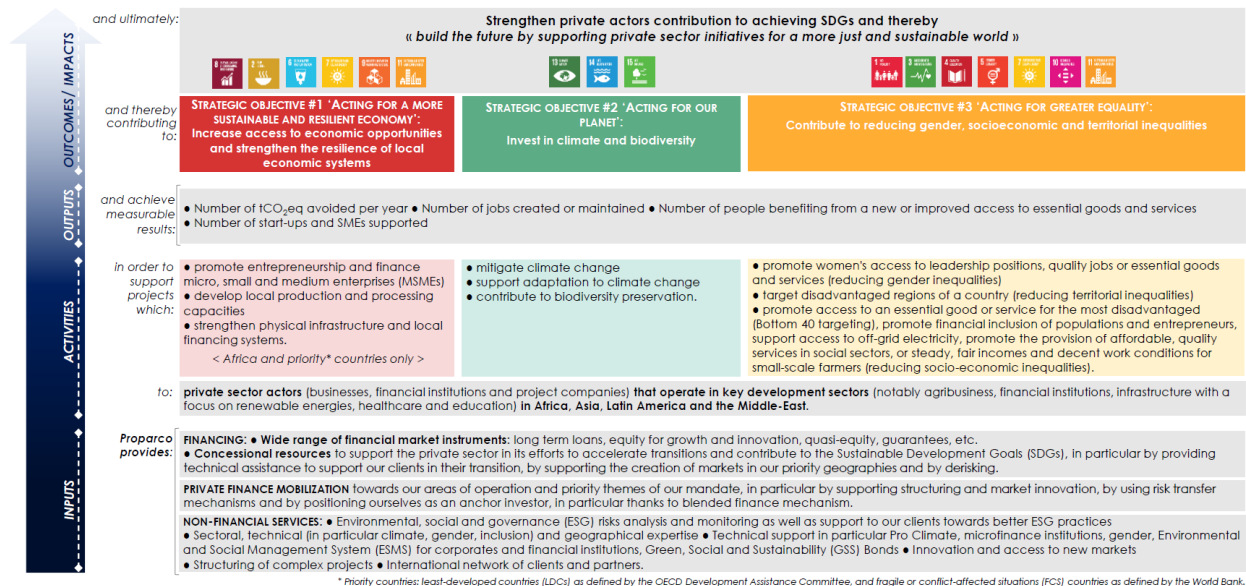 and ultimately:
Strengthen private actors contribution to achieving SDGs and thereby
« build the future by supporting private sector initiatives for a more just and sustainable world »
OUTCOMES/ IMPACTS
and thereby
contributing
to:
STRATEGIC OBJECTIVE #1 'ACTING FOR A MORE
SUSTAINABLE AND RESILIENT ECONOMY':
Increase access to economic opportunities
and strengthen the resilience of local
economic systems
STRATEGIC OBJECTIVE #2 'ACTING FOR OUR
PLANET':
Invest in climate and biodiversity
STRATEGIC OBJECTIVE #3 'ACTING FOR GREATER EQUALITY':
Contribute to reducing gender, socioeconomic and territorial inequalities
OUTPUTS
and achieve
measurable
results:
● Number of tCO₂eq avoided per year ● Number of jobs created or maintained ● Number of people benefiting from a new or improved access to essential goods and services
● Number of start-ups and SMEs supported
ACTIVITIES
in order to
support
projects
which:
● promote entrepreneurship and finance
micro, small and medium enterprises (MSMEs)
● develop local production and processing
capacities
● strengthen physical infrastructure and local
financing systems.
< Africa and priority* countries only >
● mitigate climate change
● support adaptation to climate change
● contribute to biodiversity preservation.
● promote women's access to leadership positions, quality jobs or essential goods
and services (reducing gender inequalities)
● target disadvantaged regions of a country (reducing territorial inequalities)
● promote access to an essential good or service for the most disadvantaged
(Bottom 40 targeting), promote financial inclusion of populations and entrepreneurs,
support access to off-grid electricity, promote the provision of affordable, quality
services in social sectors, or steady, fair incomes and decent work conditions for
small-scale farmers (reducing socio-economic inequalities).
to:
private sector actors (businesses, financial institutions and project companies) that operate in key development sectors (notably agribusiness, financial institutions, infrastructure with a
focus on renewable energies, healthcare and education) in Africa, Asia, Latin America and the Middle-East.
INPUTS
Proparco
provides:
FINANCING: ● Wide range of financial market instruments: long term loans, equity for growth and innovation, quasi-equity, guarantees, etc.
● Concessional resources to support the private sector in its efforts to accelerate transitions and contribute to the Sustainable Development Goals (SDGs), in particular by providing
technical assistance to support our clients in their transition, by supporting the creation of markets in our priority geographies and by derisking.
PRIVATE FINANCE MOBILIZATION towards our areas of operation and priority themes of our mandate, in particular by supporting structuring and market innovation, by using risk transfer
mechanisms and by positioning ourselves as an anchor investor, in particular thanks to blended finance mechanism.
NON-FINANCIAL SERVICES: ● Environmental, social and governance (ESG) risks analysis and monitoring as well as support to our clients towards better ESG practices
● Sectoral, technical (in particular climate, gender, inclusion) and geographical expertise ● Technical support in particular Pro Climate, microfinance institutions, gender, Environmental
and Social Management System (ESMS) for corporates and financial institutions, Green, Social and Sustainability (GSS) Bonds ● Innovation and access to new markets
● Structuring of complex projects ● International network of clients and partners.
* Priority countries: least-developed countries (LDCs) as defined by the OECD Development Assistance Committee, and fragile or conflict-affected situations (FCS) countries as defined by the World Bank.